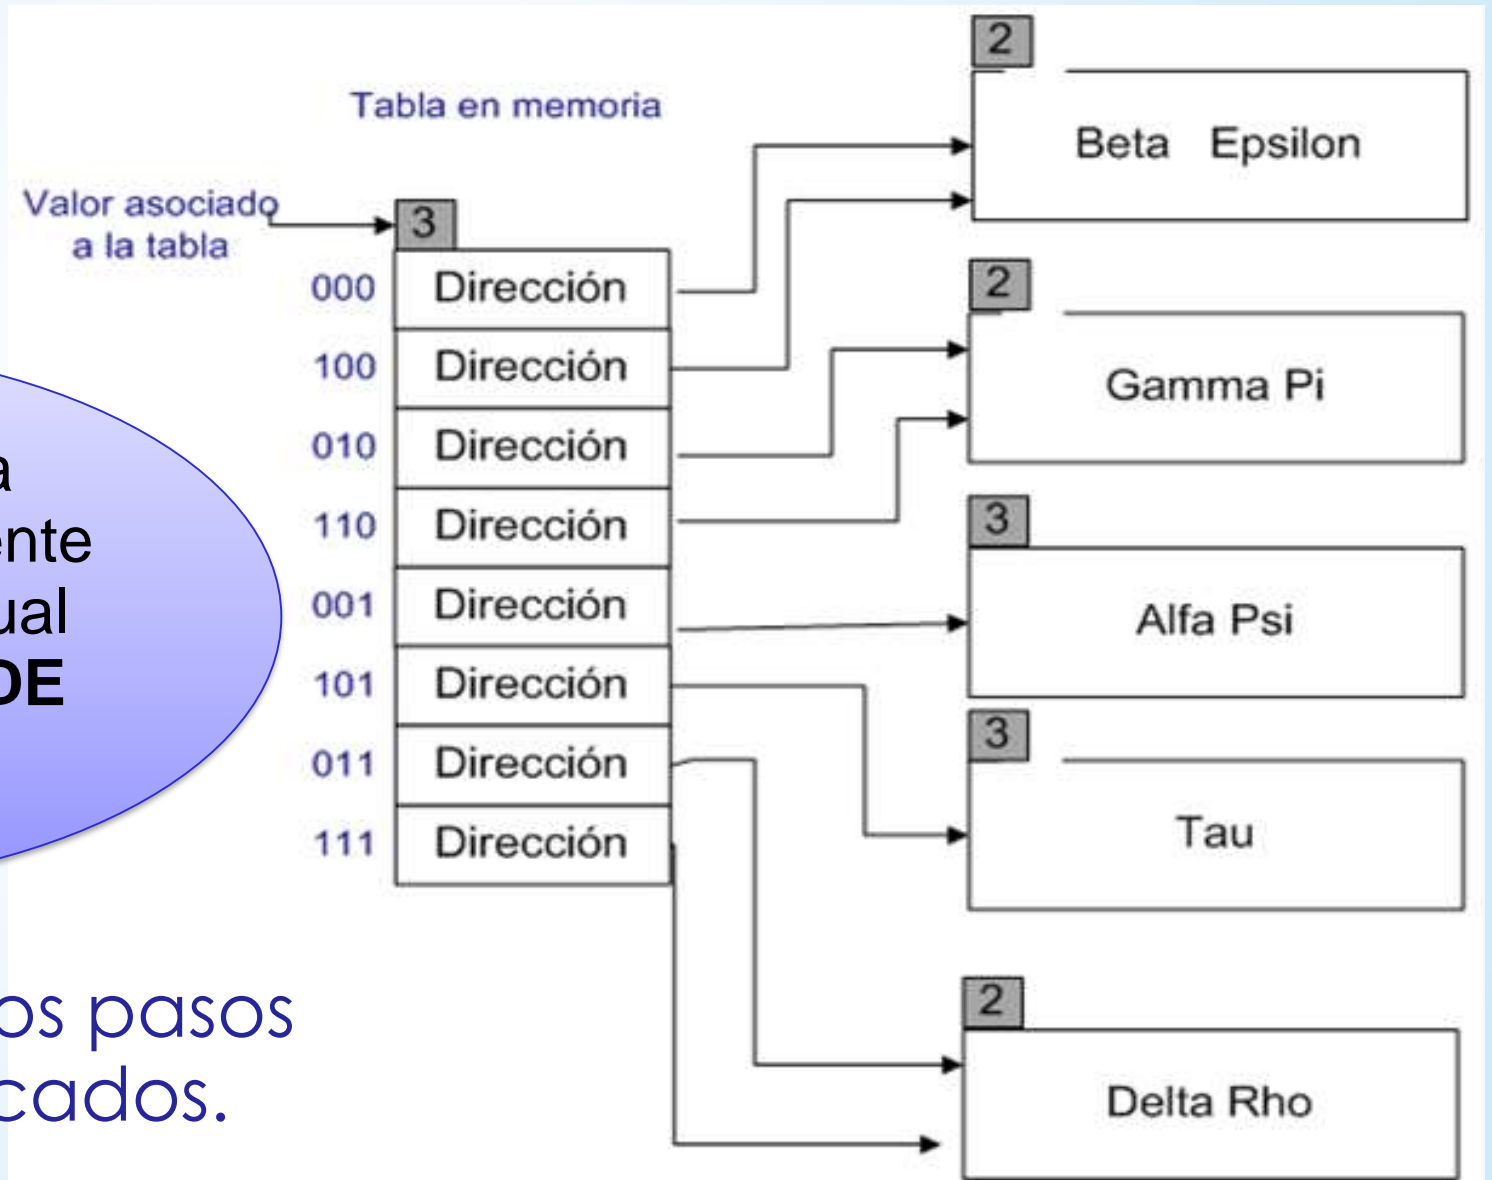 Tabla en memoria
Valor asociado
a la tabla
3
000 Dirección
100 Dirección
010 Dirección
110 Dirección
001 Dirección
101 Dirección
011 Dirección
111 Dirección
2
Beta Epsilon
2
Gamma Pi
3
Alfa Psi
3
Tau
2
Delta Rho
a
ente
ual
DE
os pasos
cados.